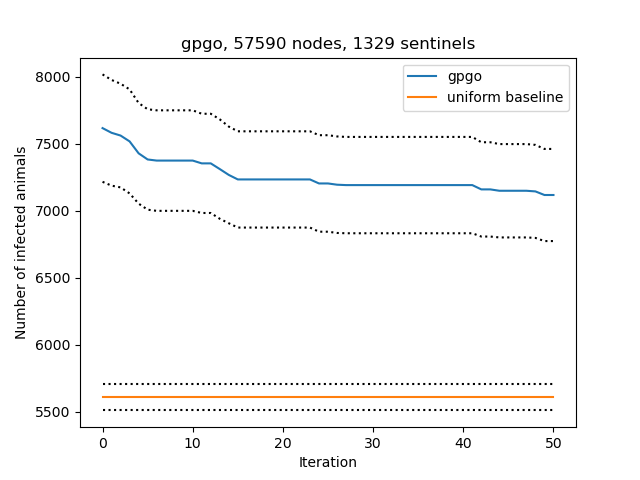 gpgo, 57590 nodes, 1329 sentinels
gpgo
uniform baseline
Number of infected animals
8000
7500
7000
6500
6000
5500
0 10 20 30 40 50
Iteration